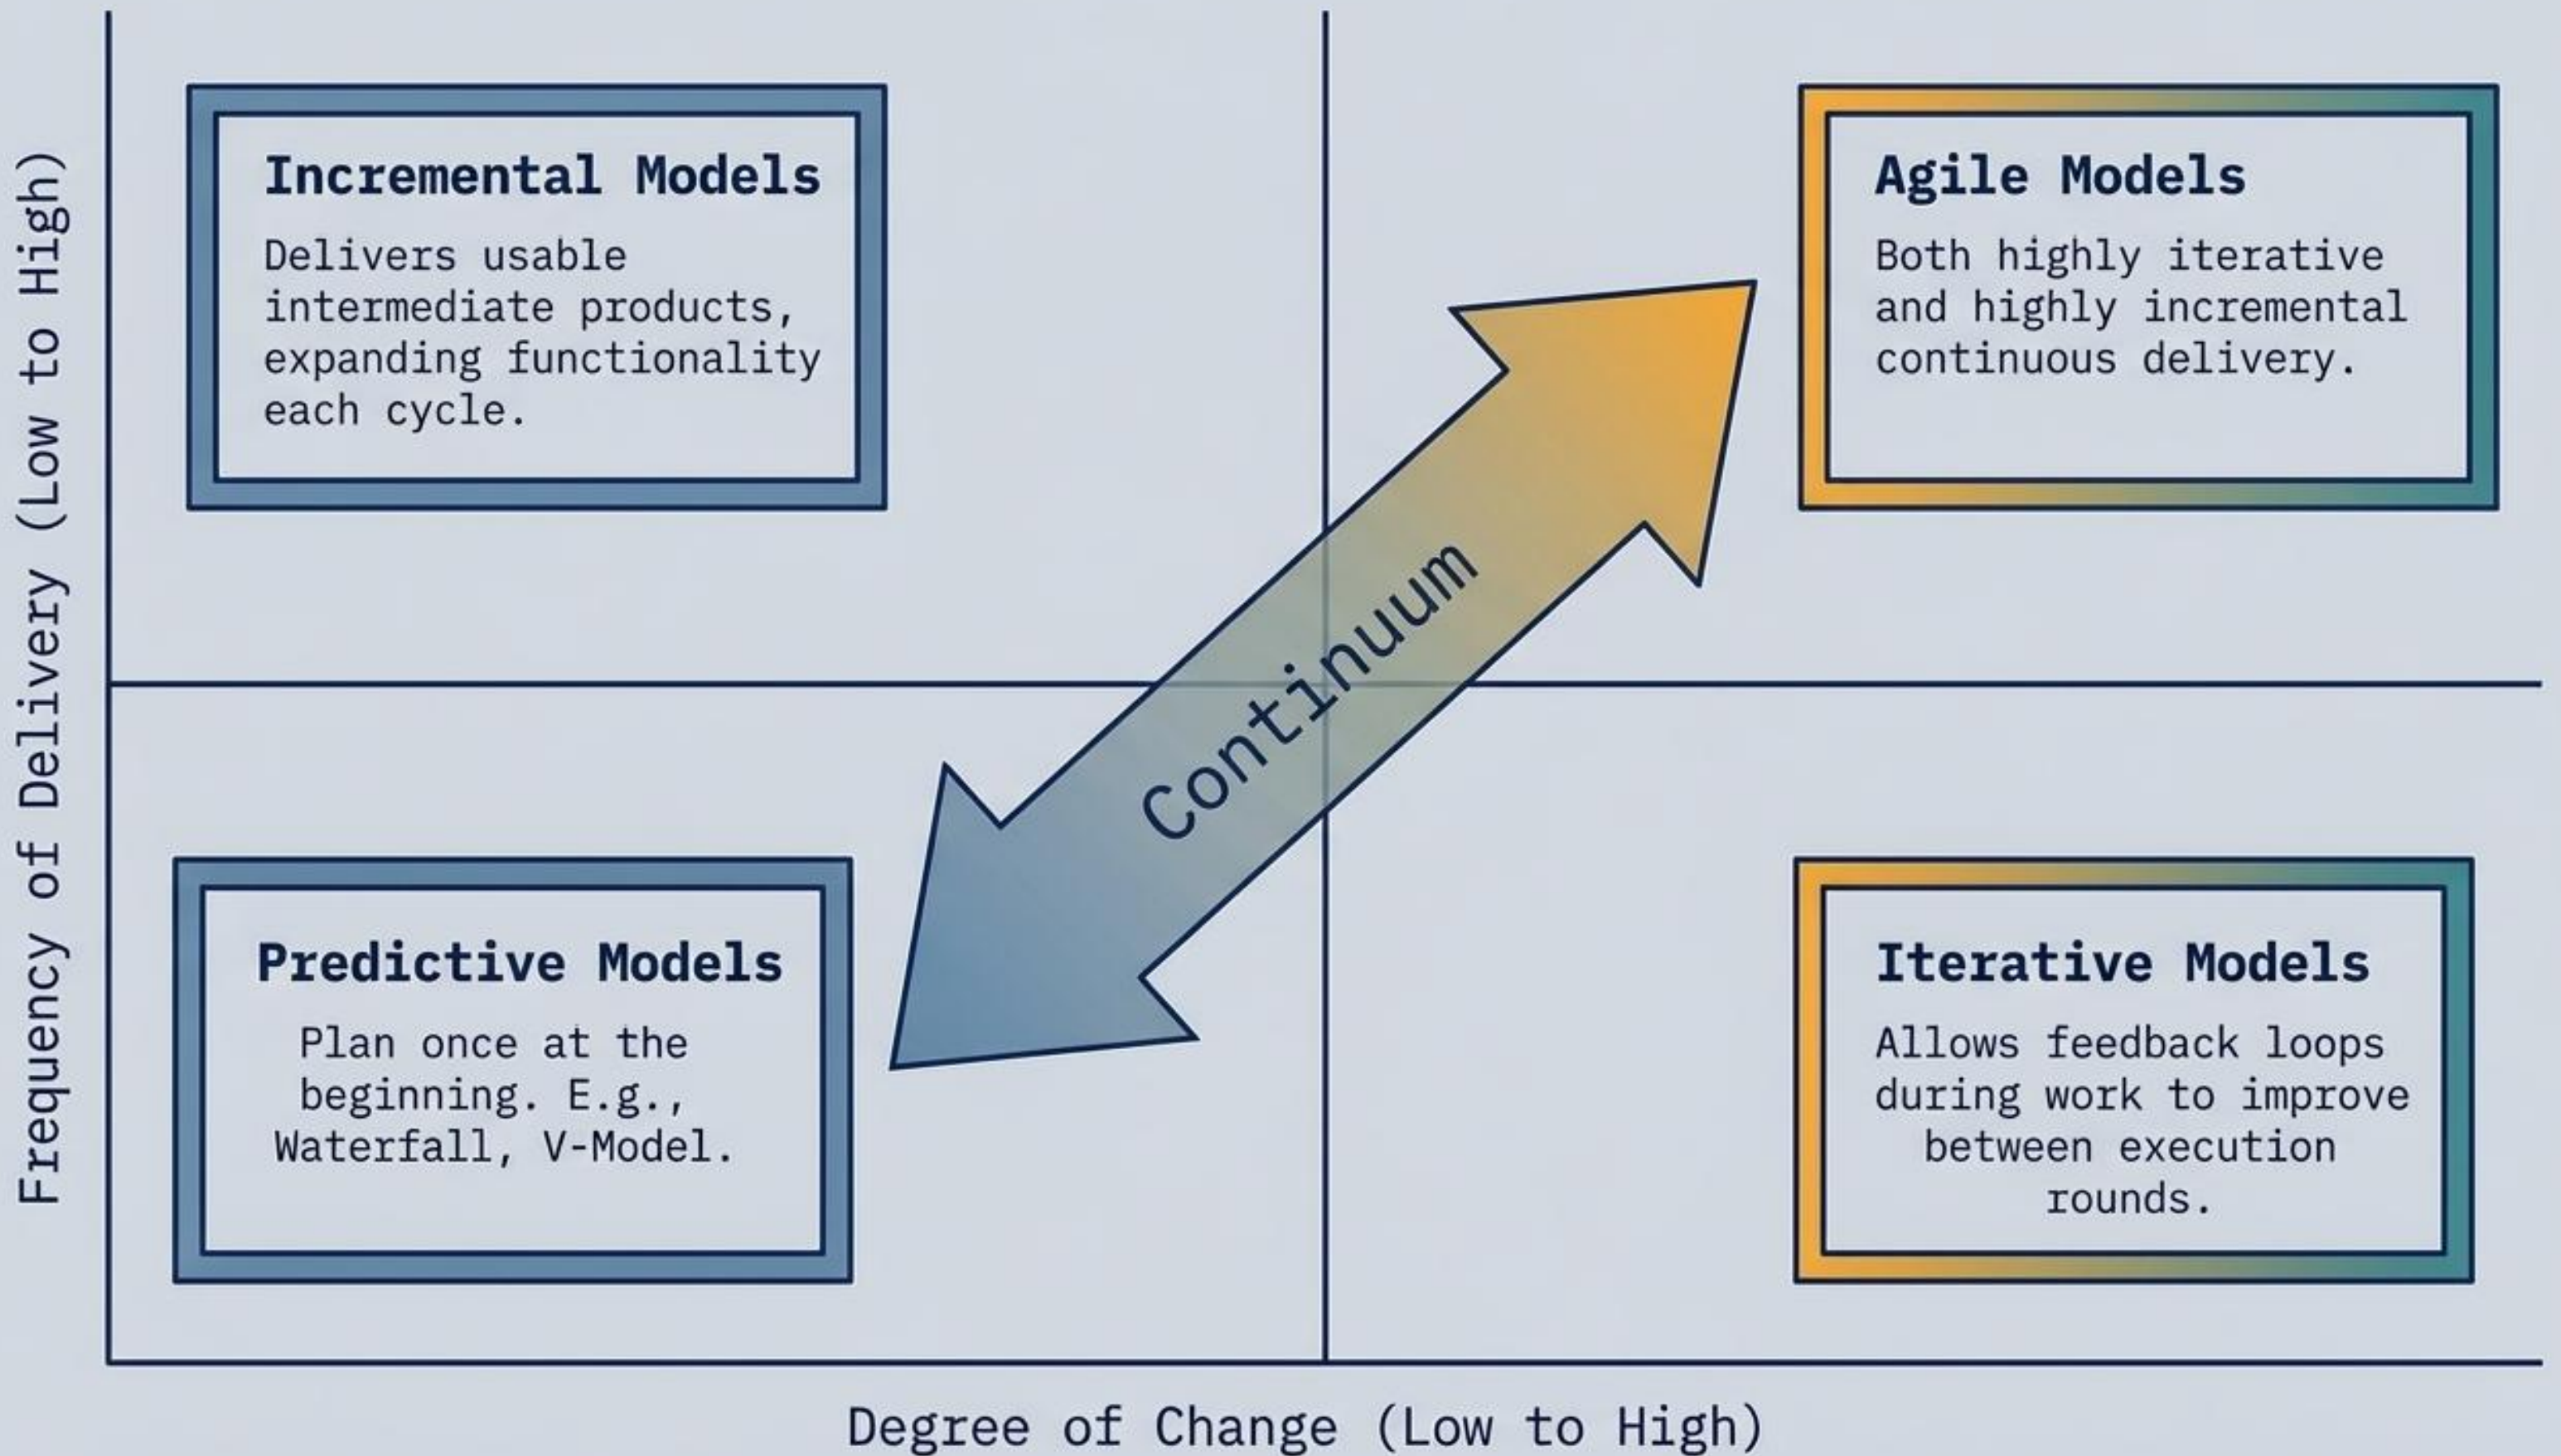 Frequency of Delivery (Low to High)
Incremental Models
Delivers usable
intermediate products,
expanding functionality
each cycle.
Agile Models
Both highly iterative
and highly incremental
continuous delivery.
Continuum
Predictive Models
Plan once at the
beginning. E.g.,
Waterfall, V-Model.
Iterative Models
Allows feedback loops
during work to improve
between execution
rounds.
Degree of Change (Low to High)